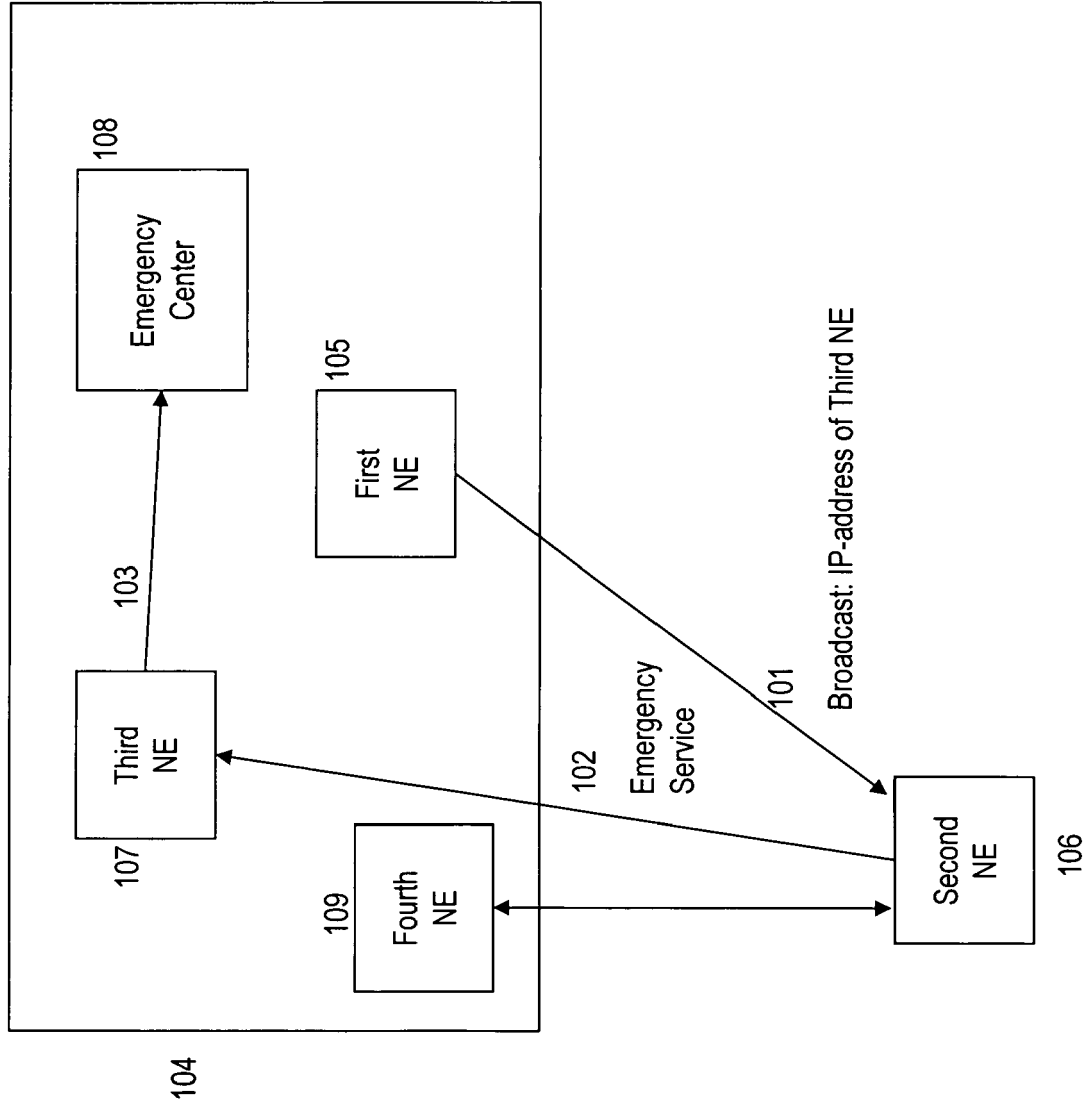 104
107
Third
NE
103
108
Emergency
Center
109
Fourth
NE
105
First
NE
102
Emergency
Service
101
Broadcast: IP-address of Third NE
Second
NE
106